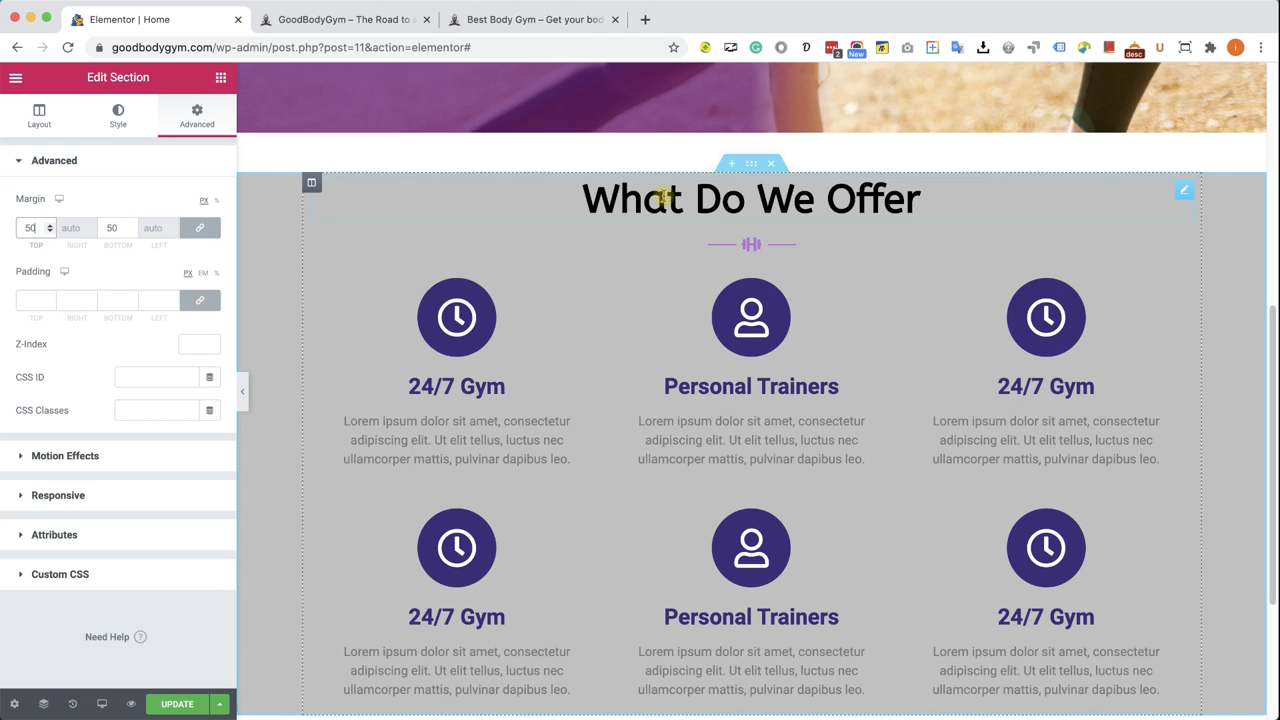 Elementor | Home
GoodBodyGym – The Road to a
Best Body Gym – Get your bod
goodbodygym.com/wp-admin/post.php?post=11&action=elementor#
2
New
desc
i
Edit Section
Layout
Style
Advanced
Advanced
Margin
PX %
50 auto 50 auto
TOP RIGHT BOTTOM LEFT
Padding
PX EM %
TOP RIGHT BOTTOM LEFT
Z-Index
CSS ID
CSS Classes
Motion Effects
Responsive
Attributes
Custom CSS
Need Help ?
UPDATE
What Do We Offer
24/7 Gym
Lorem ipsum dolor sit amet, consectetur
adipiscing elit. Ut elit tellus, luctus nec
ullamcorper mattis, pulvinar dapibus leo.
Personal Trainers
Lorem ipsum dolor sit amet, consectetur
adipiscing elit. Ut elit tellus, luctus nec
ullamcorper mattis, pulvinar dapibus leo.
24/7 Gym
Lorem ipsum dolor sit amet, consectetur
adipiscing elit. Ut elit tellus, luctus nec
ullamcorper mattis, pulvinar dapibus leo.
24/7 Gym
Lorem ipsum dolor sit amet, consectetur
adipiscing elit. Ut elit tellus, luctus nec
ullamcorper mattis, pulvinar dapibus leo.
Personal Trainers
Lorem ipsum dolor sit amet, consectetur
adipiscing elit. Ut elit tellus, luctus nec
ullamcorper mattis, pulvinar dapibus leo.
24/7 Gym
Lorem ipsum dolor sit amet, consectetur
adipiscing elit. Ut elit tellus, luctus nec
ullamcorper mattis, pulvinar dapibus leo.